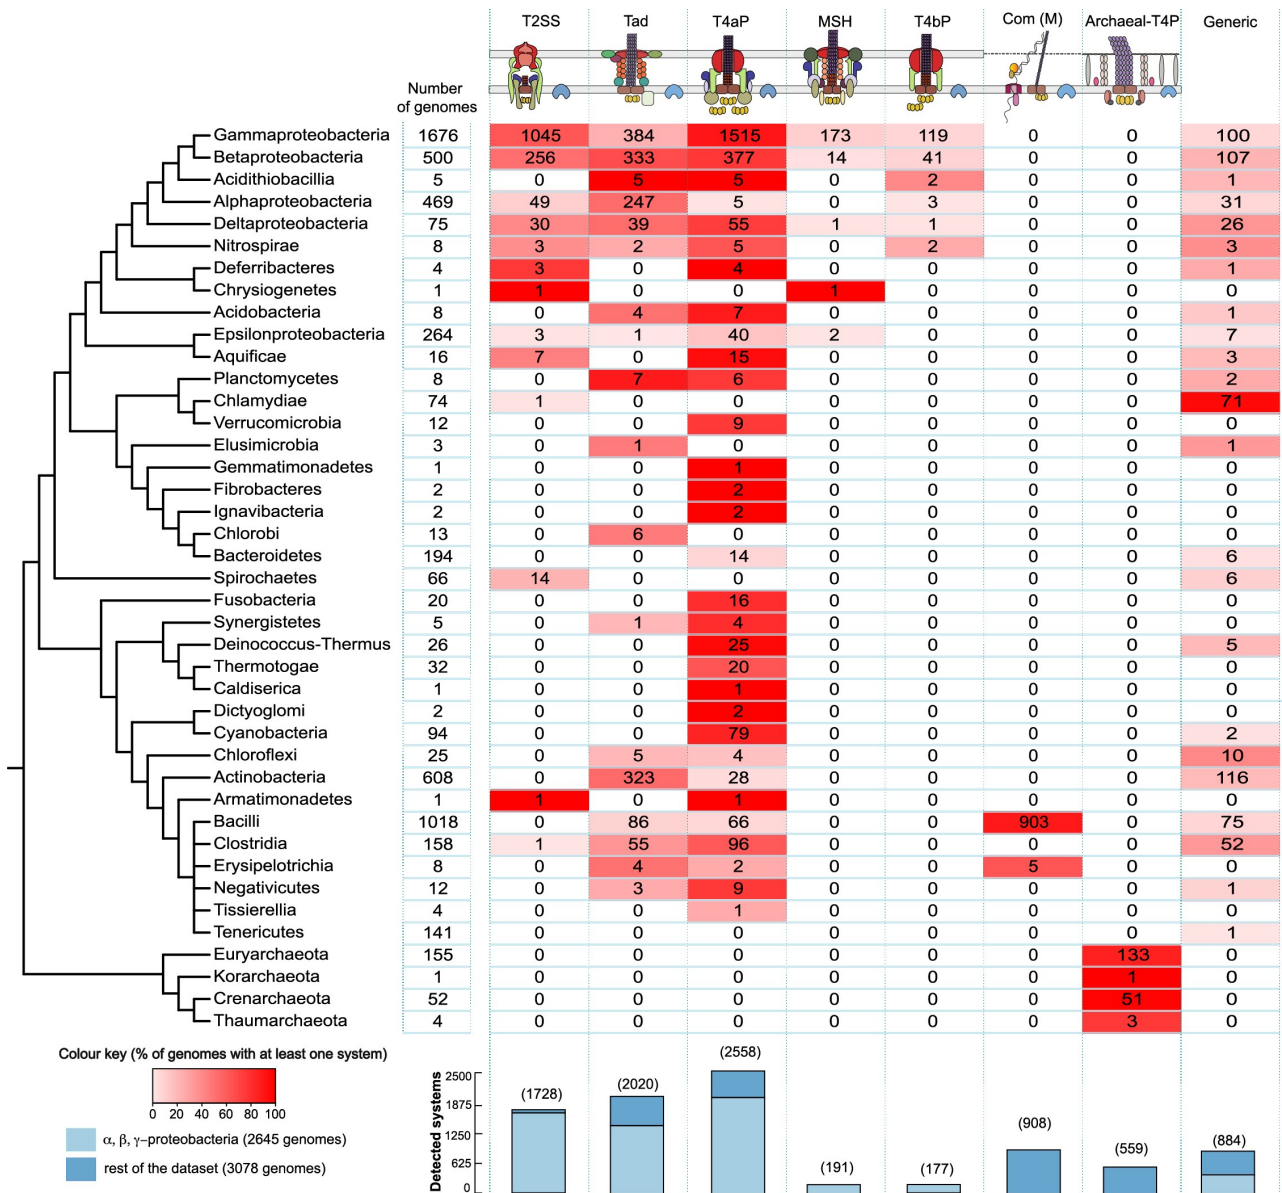 T2SS Tad T4aP MSH T4bP Com (M) Archaeal-T4P Generic
Number
of genomes
Gammaproteobacteria 1676 1045 384 1515 173 119 0 0 100
Betaproteobacteria 500 256 333 377 14 41 0 0 107
Acidithiobacillia 5 0 5 5 0 2 0 0 1
Alphaproteobacteria 469 49 247 5 0 3 0 0 31
Deltaproteobacteria 75 30 39 55 1 1 0 0 26
Nitrospirae 8 3 2 5 0 2 0 0 3
Deferribacteres 4 3 0 4 0 0 0 0 1
Chrysiogenetes 1 1 0 0 1 0 0 0 0
Acidobacteria 8 0 4 7 0 0 0 0 1
Epsilonproteobacteria 264 3 1 40 2 0 0 0 7
Aquificae 16 7 0 15 0 0 0 0 3
Planctomycetes 8 0 7 6 0 0 0 0 2
Chlamydiae 74 1 0 0 0 0 0 0 71
Verrucomicrobia 12 0 0 9 0 0 0 0 0
Elusimicrobia 3 0 1 0 0 0 0 0 1
Gemmatimonadetes 1 0 0 1 0 0 0 0 0
Fibrobacteres 2 0 0 2 0 0 0 0 0
Ignavibacteria 2 0 0 2 0 0 0 0 0
Chlorobi 13 0 6 0 0 0 0 0 0
Bacteroidetes 194 0 0 14 0 0 0 0 6
Spirochaetes 66 14 0 0 0 0 0 0 6
Fusobacteria 20 0 0 16 0 0 0 0 0
Synergistetes 5 0 1 4 0 0 0 0 0
Deinococcus-Thermus 26 0 0 25 0 0 0 0 5
Thermotogae 32 0 0 20 0 0 0 0 0
Caldiserica 1 0 0 1 0 0 0 0 0
Dictyoglomi 2 0 0 2 0 0 0 0 0
Cyanobacteria 94 0 0 79 0 0 0 0 2
Chloroflexi 25 0 5 4 0 0 0 0 10
Actinobacteria 608 0 323 28 0 0 0 0 116
Armatimonadetes 1 1 0 1 0 0 0 0 0
Bacilli 1018 0 86 66 0 0 903 0 75
Clostridia 158 1 55 96 0 0 0 0 52
Erysipelotrichia 8 0 4 2 0 0 5 0 0
Negativicutes 12 0 3 9 0 0 0 0 1
Tissierellia 4 0 0 1 0 0 0 0 0
Tenericutes 141 0 0 0 0 0 0 0 1
Euryarchaeota 155 0 0 0 0 0 0 133 0
Korarchaeota 1 0 0 0 0 0 0 1 0
Crenarchaeota 52 0 0 0 0 0 0 51 0
Thaumarchaeota 4 0 0 0 0 0 0 3 0
Colour key (% of genomes with at least one system)
0 20 40 60 80 100
α, β, γ-proteobacteria (2645 genomes)
rest of the dataset (3078 genomes)
Detected systems
2500
1875
1250
625
0
(1728) (2020) (2558) (191) (177) (908) (559) (884)